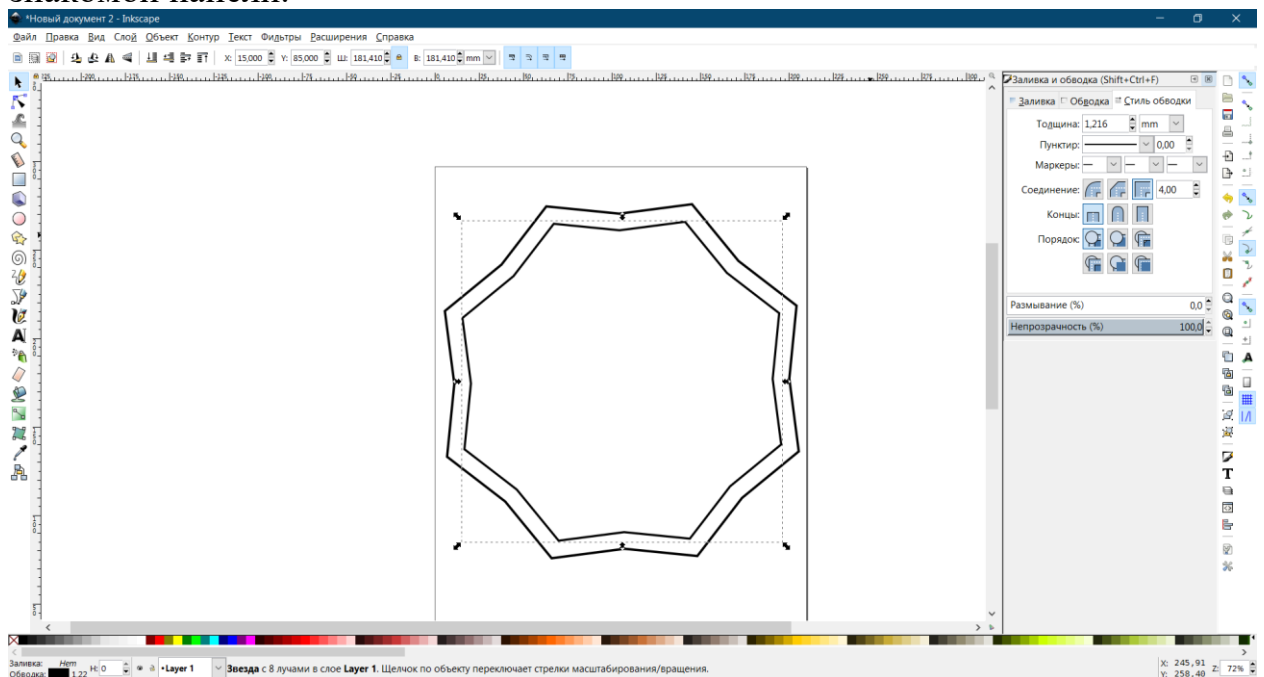 *Новый документ 2 - Inkscape
Файл Правка Вид Слой Объект Контур Текст Фильтры Расширения Справка
X: 15,000 Y: 85,000 Ш: 181,410 В: 181,410 mm
Заливка и обводка (Shift+Ctrl+F)
Заливка Обводка Стиль обводки
Толщина: 1,216 mm
Пунктир: 0,00
Маркеры:
Соединение: 4,00
Концы:
Порядок:
Размывание (%) 0,0
Непрозрачность (%) 100,0
Заливка: Нет
Обводка: 1.22
Н: 0 •Layer 1 Звезда с 8 лучами в слое Layer 1. Щелчок по объекту переключает стрелки масштабирования/вращения.
X: 245,91
Y: 258,40
Z: 72%